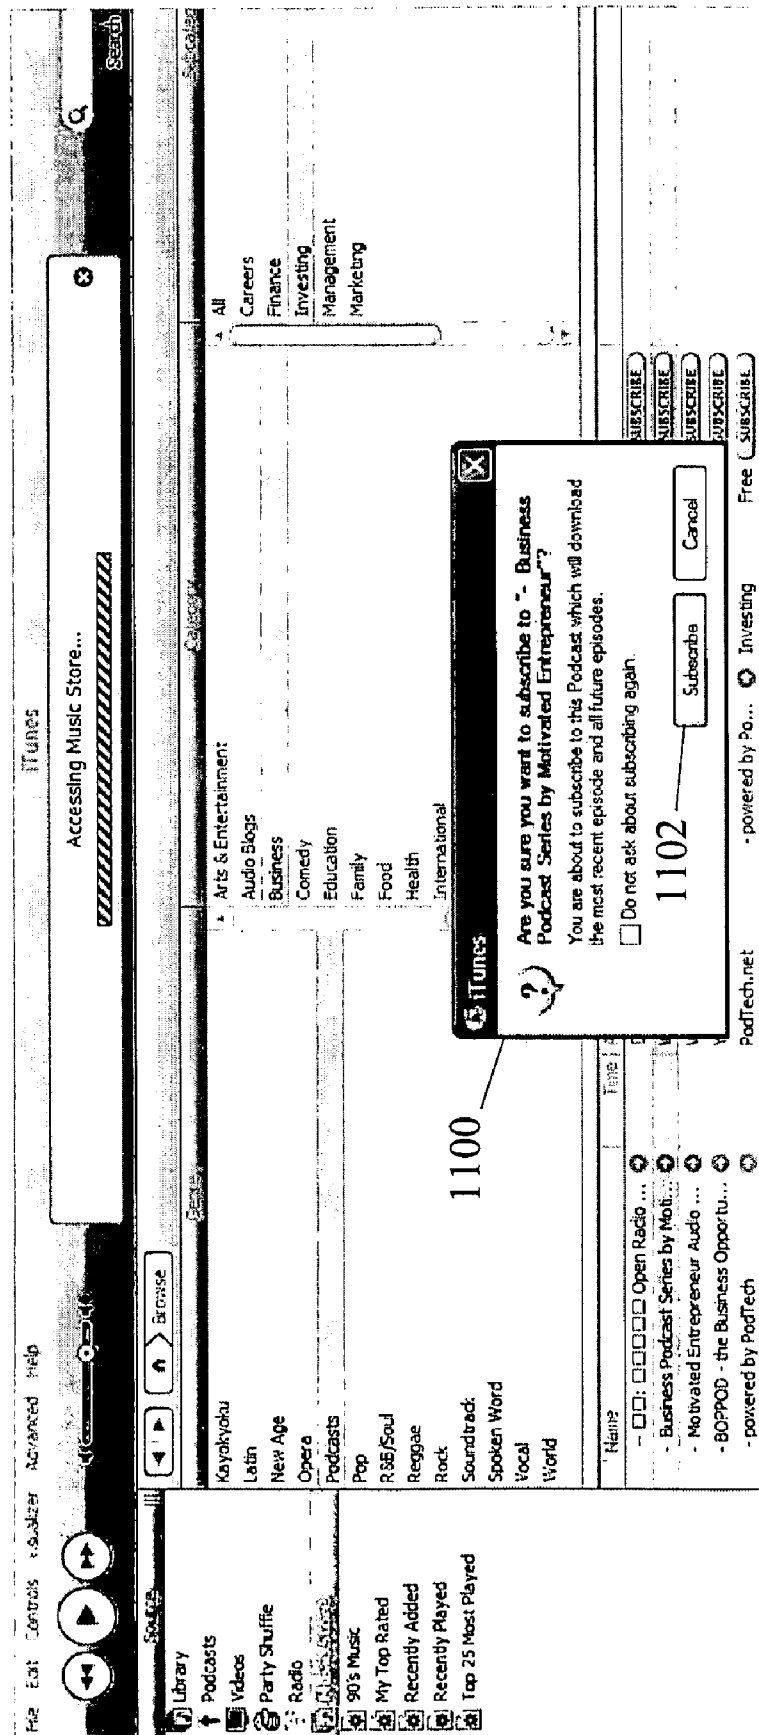 iTunes
File Edit Controls Visualizer Advanced Help
Accessing Music Store...
Search
Browse
Source
Library
Podcasts
Videos
Party Shuffle
Radio
90's Music
My Top Rated
Recently Added
Recently Played
Top 25 Most Played
Genre
Kayokyoku
Latin
New Age
Opera
Podcasts
Pop
R&B/Soul
Reggae
Rock
Soundtrack
Spoken Word
Vocal
World
Category
Arts & Entertainment
Audio Blogs
Business
Comedy
Education
Family
Food
Health
International
All
Careers
Finance
Investing
Management
Marketing
1100
iTunes
Are you sure you want to subscribe to "- Business
Podcast Series by Motivated Entrepreneur"?
You are about to subscribe to this Podcast which will download
the most recent episode and all future episodes.
Do not ask about subscribing again.
1102
Subscribe Cancel
Name Time
- □□: □□□□□ Open Radio ... SUBSCRIBE
- Business Podcast Series by Moti... SUBSCRIBE
- Motivated Entrepreneur Audio ... SUBSCRIBE
- BOPPOD - the Business Opportu... SUBSCRIBE
- powered by PodTech PodTech.net - powered by Po... Investing Free SUBSCRIBE